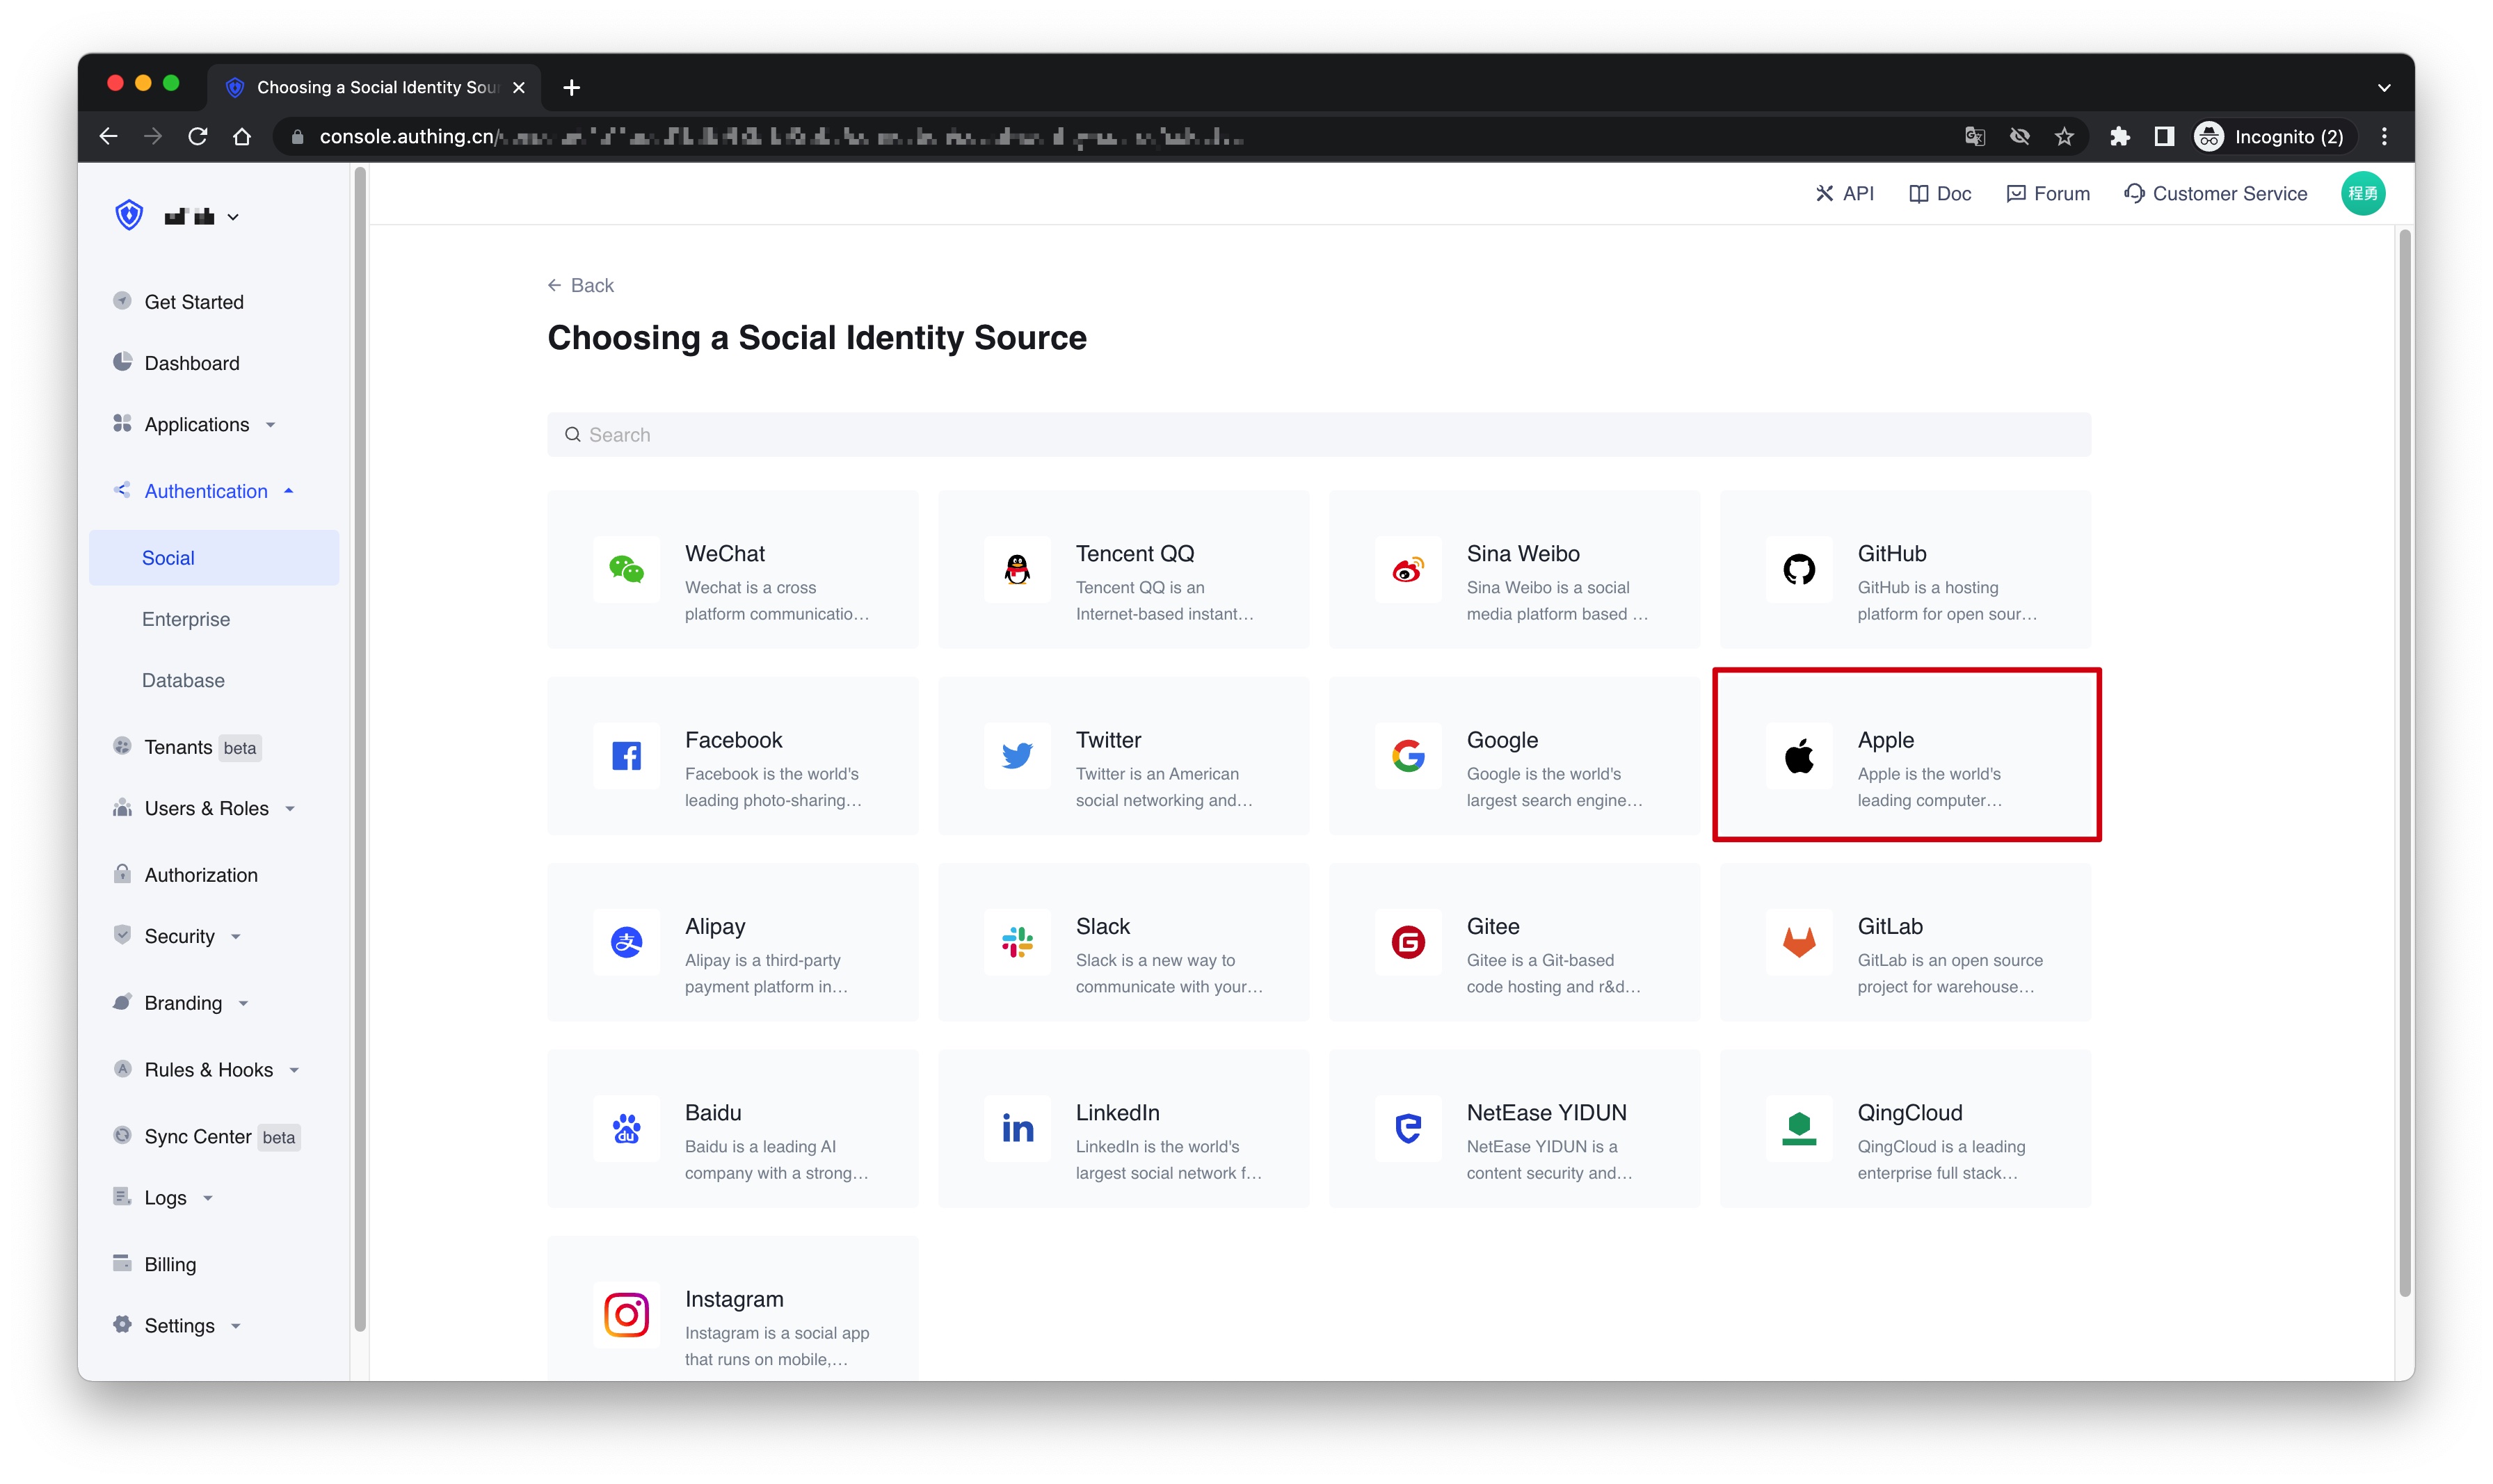 Choosing a Social Identity Sou
console.authing.cn/
Incognito (2)
API
Doc
Forum
Customer Service
程勇
Get Started
Dashboard
Applications
Authentication
Social
Enterprise
Database
Tenants beta
Users & Roles
Authorization
Security
Branding
Rules & Hooks
Sync Center beta
Logs
Billing
Settings
Back
Choosing a Social Identity Source
Search
WeChat
Wechat is a cross
platform communicatio...
Tencent QQ
Tencent QQ is an
Internet-based instant...
Sina Weibo
Sina Weibo is a social
media platform based ...
GitHub
GitHub is a hosting
platform for open sour...
Facebook
Facebook is the world's
leading photo-sharing...
Twitter
Twitter is an American
social networking and...
Google
Google is the world's
largest search engine...
Apple
Apple is the world's
leading computer...
支
Alipay
Alipay is a third-party
payment platform in...
Slack
Slack is a new way to
communicate with your...
G
Gitee
Gitee is a Git-based
code hosting and r&d...
GitLab
GitLab is an open source
project for warehouse...
du
Baidu
Baidu is a leading AI
company with a strong...
in
LinkedIn
LinkedIn is the world's
largest social network f...
NetEase YIDUN
NetEase YIDUN is a
content security and...
QingCloud
QingCloud is a leading
enterprise full stack...
Instagram
Instagram is a social app
that runs on mobile,...